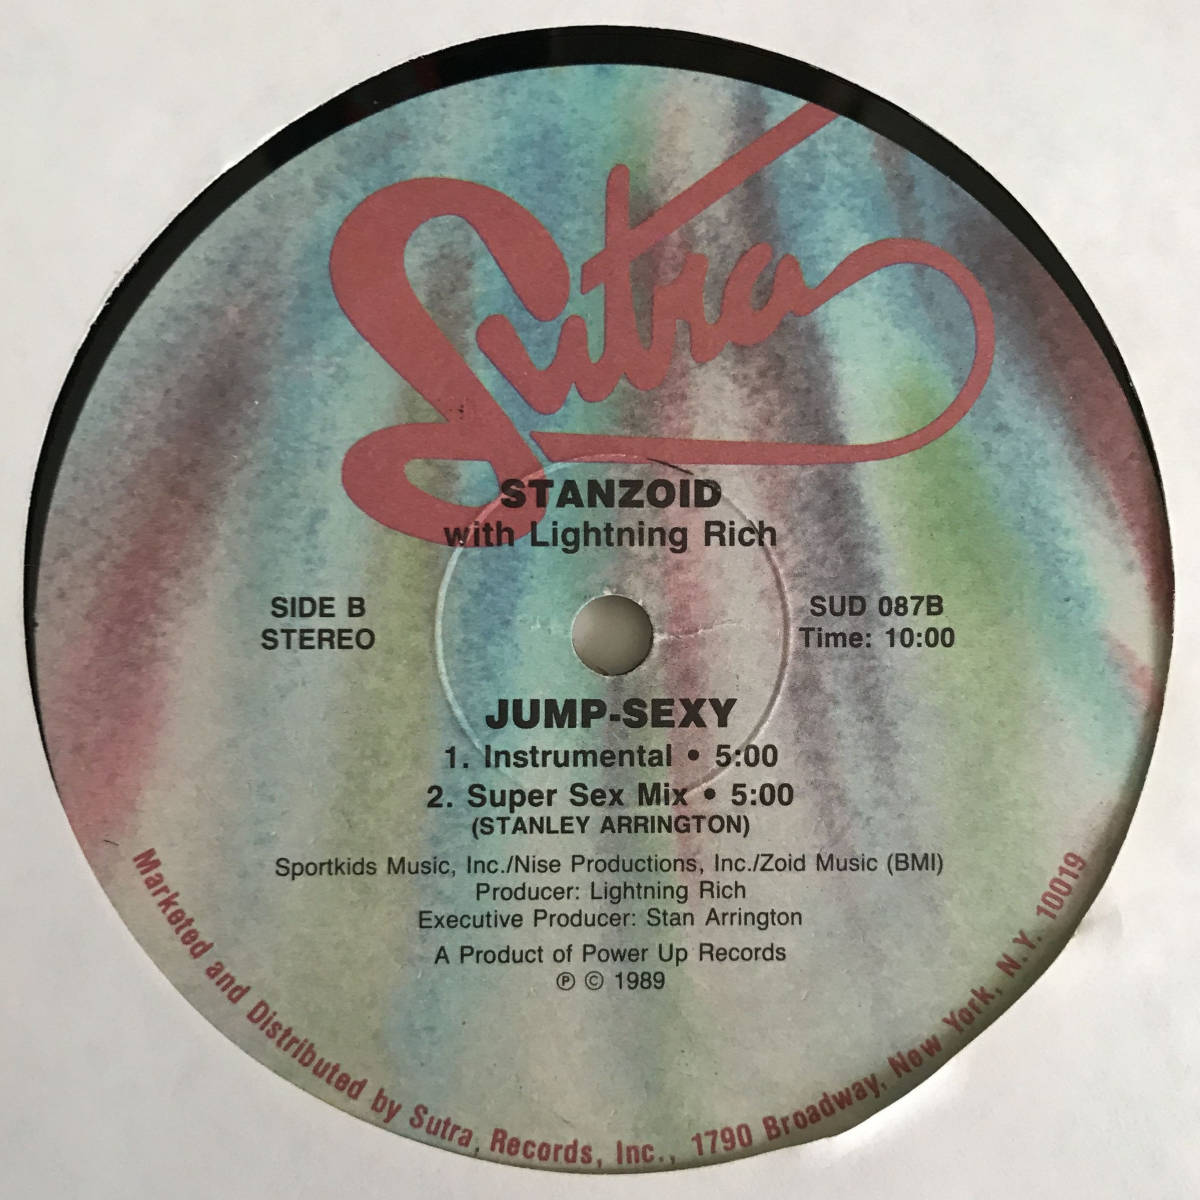 Sutra
STANZOID
with Lightning Rich
SIDE B
STEREO
SUD 087B
Time: 10:00
JUMP-SEXY
1. Instrumental • 5:00
2. Super Sex Mix • 5:00
(STANLEY ARRINGTON)
Sportkids Music, Inc./Nise Productions, Inc./Zoid Music (BMI)
Producer: Lightning Rich
Executive Producer: Stan Arrington
A Product of Power Up Records
℗ © 1989
Marketed and Distributed by Sutra, Records, Inc., 1790 Broadway, New York, N.Y. 10019